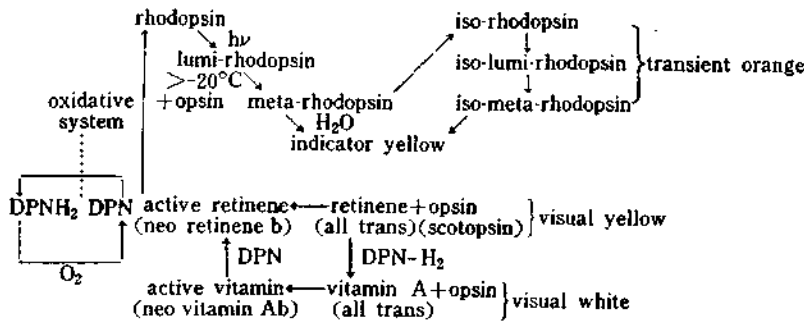 rhodopsin iso-rhodopsin
hν
lumi-rhodopsin iso-lumi-rhodopsin transient orange
>-20°C
oxidative +opsin meta-rhodopsin iso-meta-rhodopsin
system H₂O
indicator yellow
DPNH₂ DPN active retinene retinene+opsin visual yellow
(neo retinene b) (all trans)(scotopsin)
DPN DPN-H₂
O₂
active vitamin vitamin A+opsin visual white
(neo vitamin Ab) (all trans)